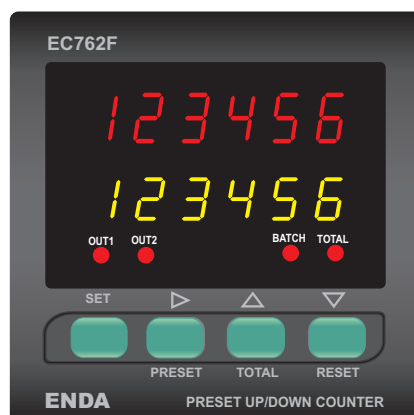 EC762F
123456
123456
OUT1 OUT2 BATCH TOTAL
SET
PRESET TOTAL RESET
ENDA PRESET UP/DOWN COUNTER